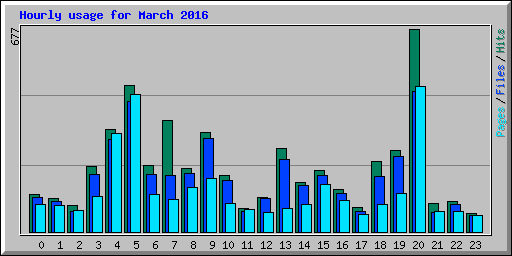 Hourly usage for March 2016
677
Pages / Files / Hits
0 1 2 3 4 5 6 7 8 9 10 11 12 13 14 15 16 17 18 19 20 21 22 23